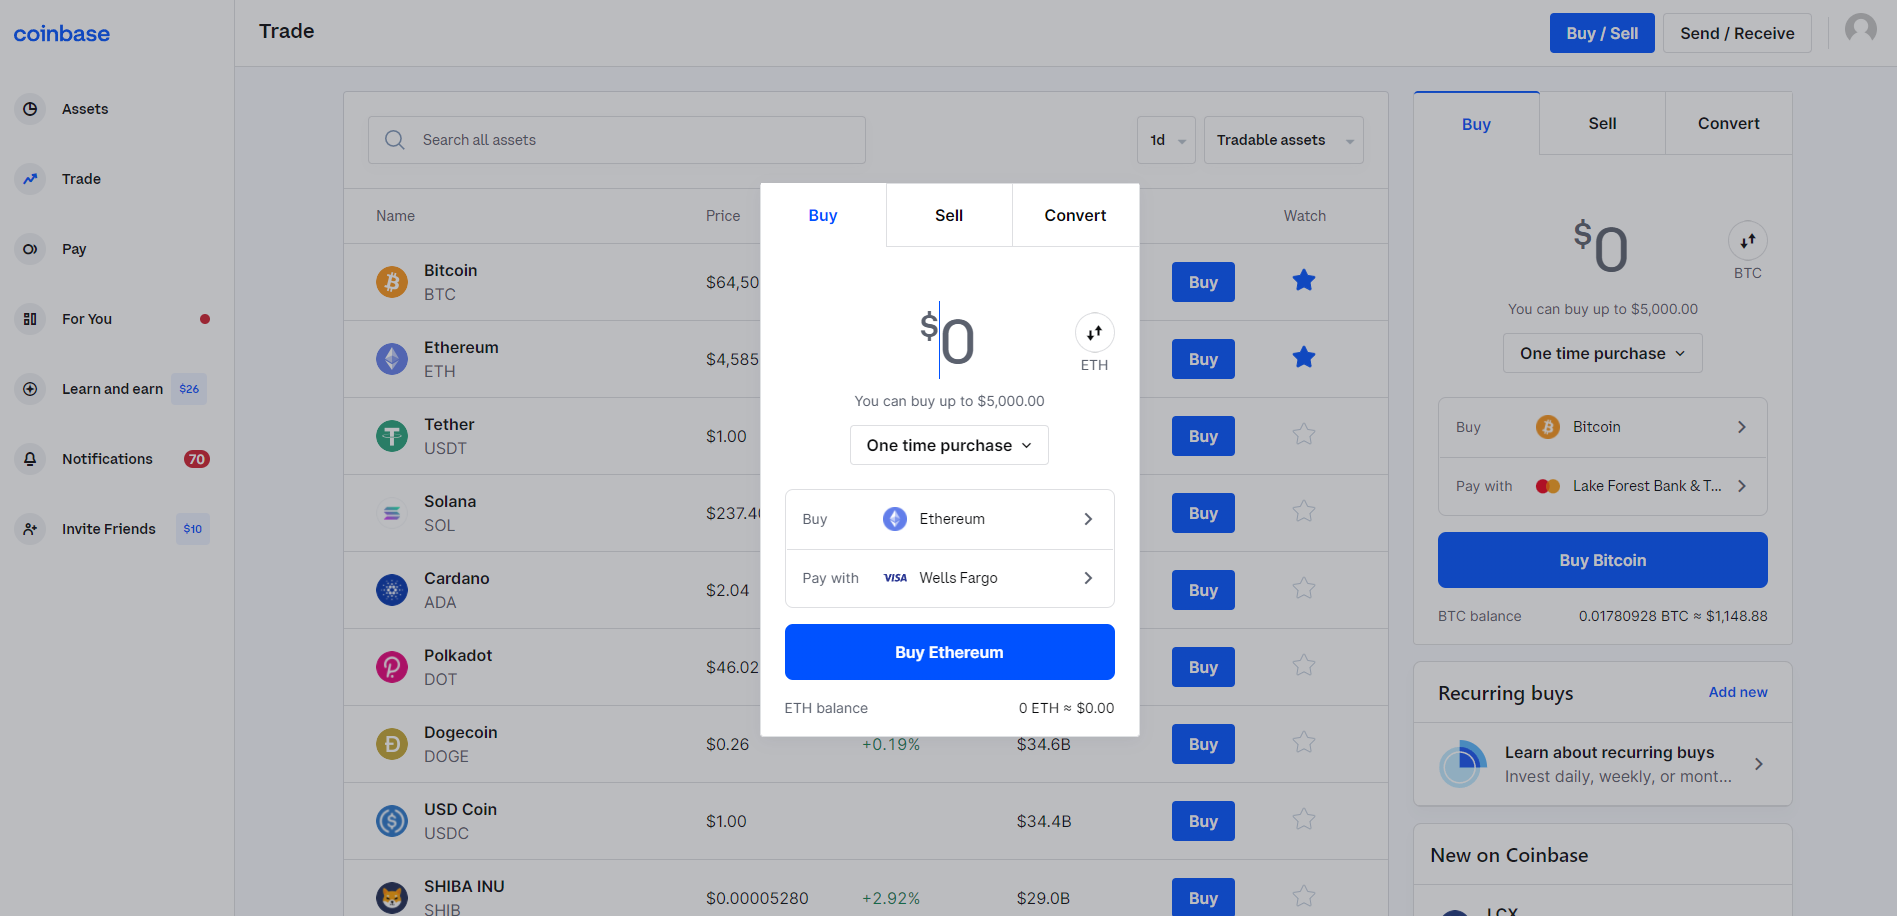 coinbase
Assets
Trade
Pay
For You
Learn and earn $26
Notifications 70
Invite Friends $10
Trade
Buy / Sell
Send / Receive
Search all assets
1d
Tradable assets
Name Price Watch
Bitcoin
BTC
$64,50
Buy
Ethereum
ETH
$4,585
Buy
Tether
USDT
$1.00
Buy
Solana
SOL
$237.4
Buy
Cardano
ADA
$2.04
Buy
Polkadot
DOT
$46.02
Buy
Dogecoin
DOGE
$0.26 +0.19% $34.6B
Buy
USD Coin
USDC
$1.00 $34.4B
Buy
SHIBA INU
SHIB
$0.00005280 +2.92% $29.0B
Buy
Buy Sell Convert
$0
ETH
You can buy up to $5,000.00
One time purchase
Buy Ethereum
Pay with VISA Wells Fargo
Buy Ethereum
ETH balance 0 ETH ≈ $0.00
Buy Sell Convert
$0
BTC
You can buy up to $5,000.00
One time purchase
Buy Bitcoin
Pay with Lake Forest Bank & T...
Buy Bitcoin
BTC balance 0.01780928 BTC ≈ $1,148.88
Recurring buys Add new
Learn about recurring buys
Invest daily, weekly, or mont...
New on Coinbase
LCX